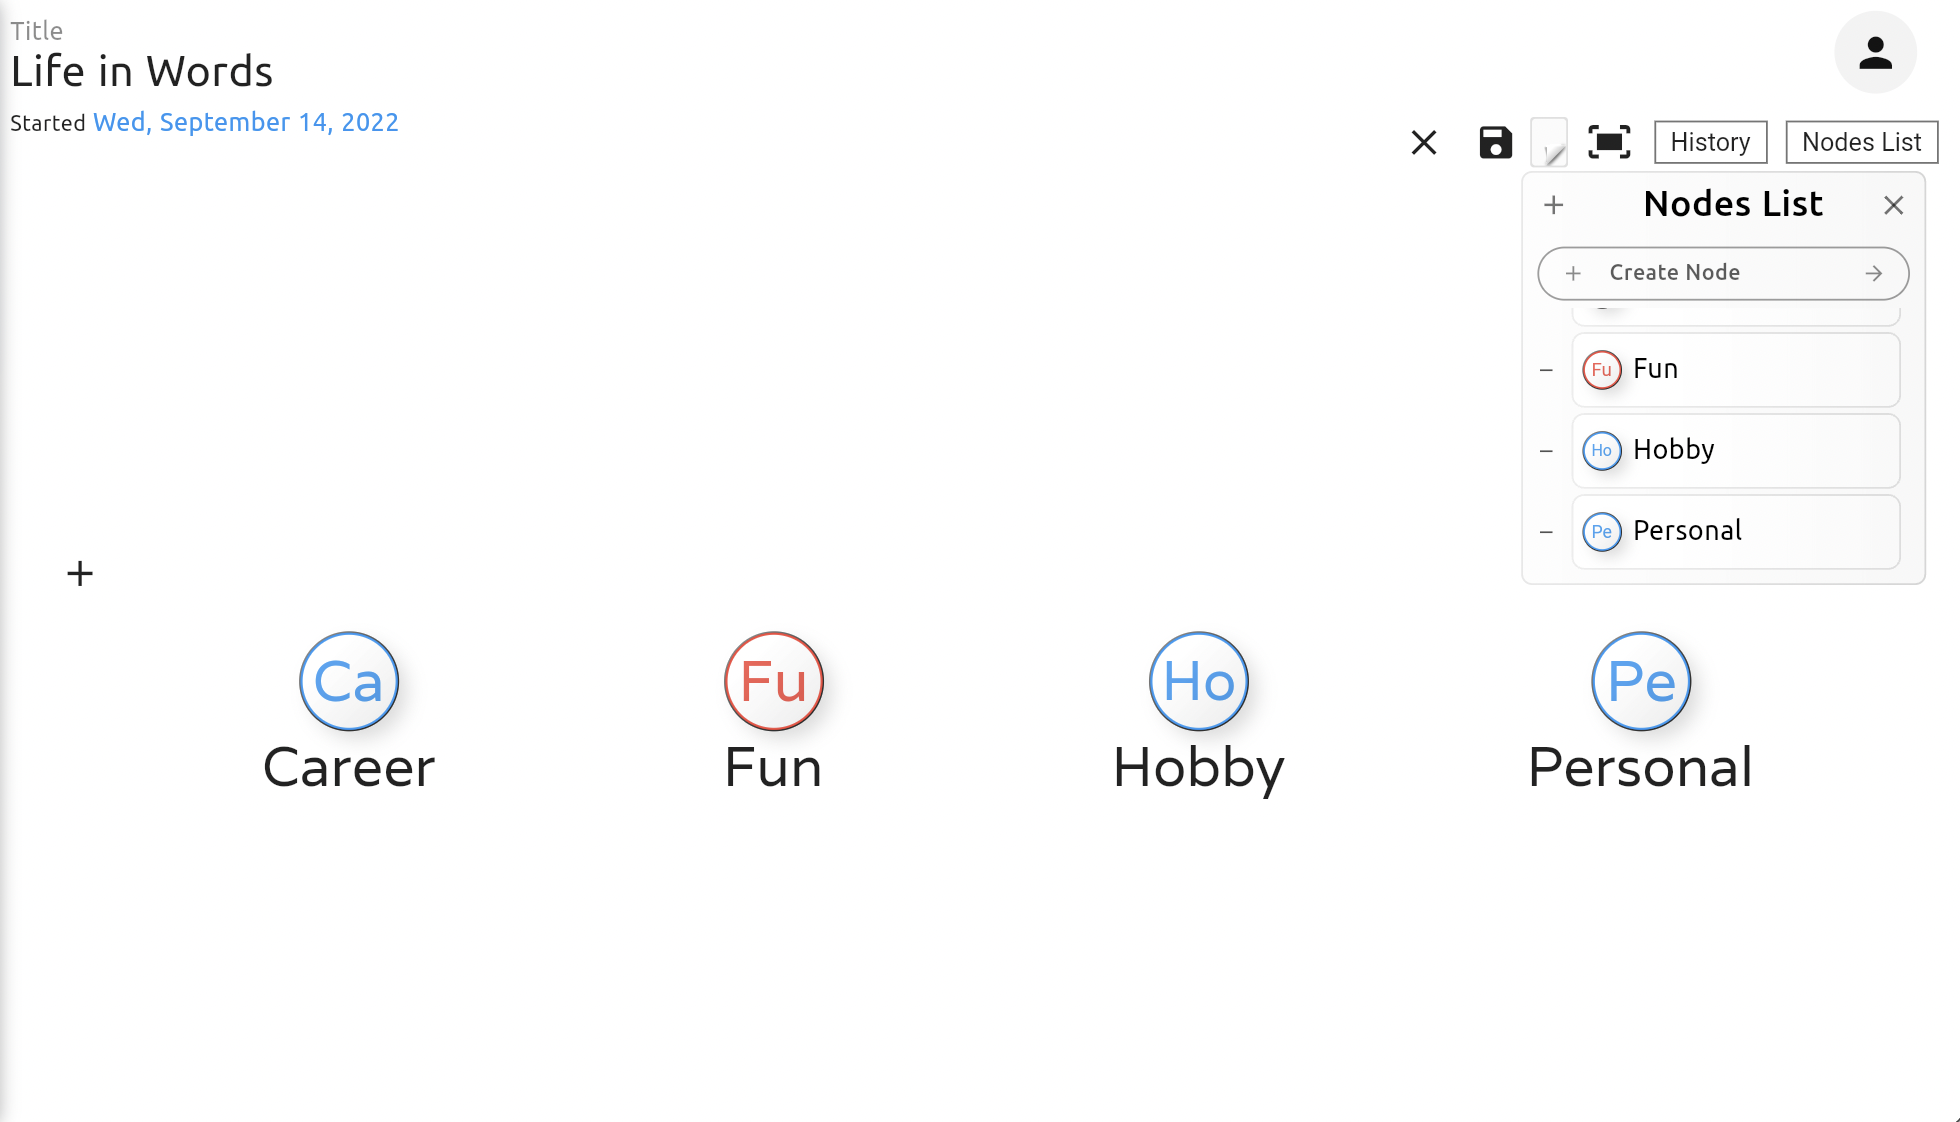 Title
Life in Words
Started Wed, September 14, 2022
History
Nodes List
Nodes List
Create Node
Fu Fun
Ho Hobby
Pe Personal
Ca
Fu
Ho
Pe
Career
Fun
Hobby
Personal